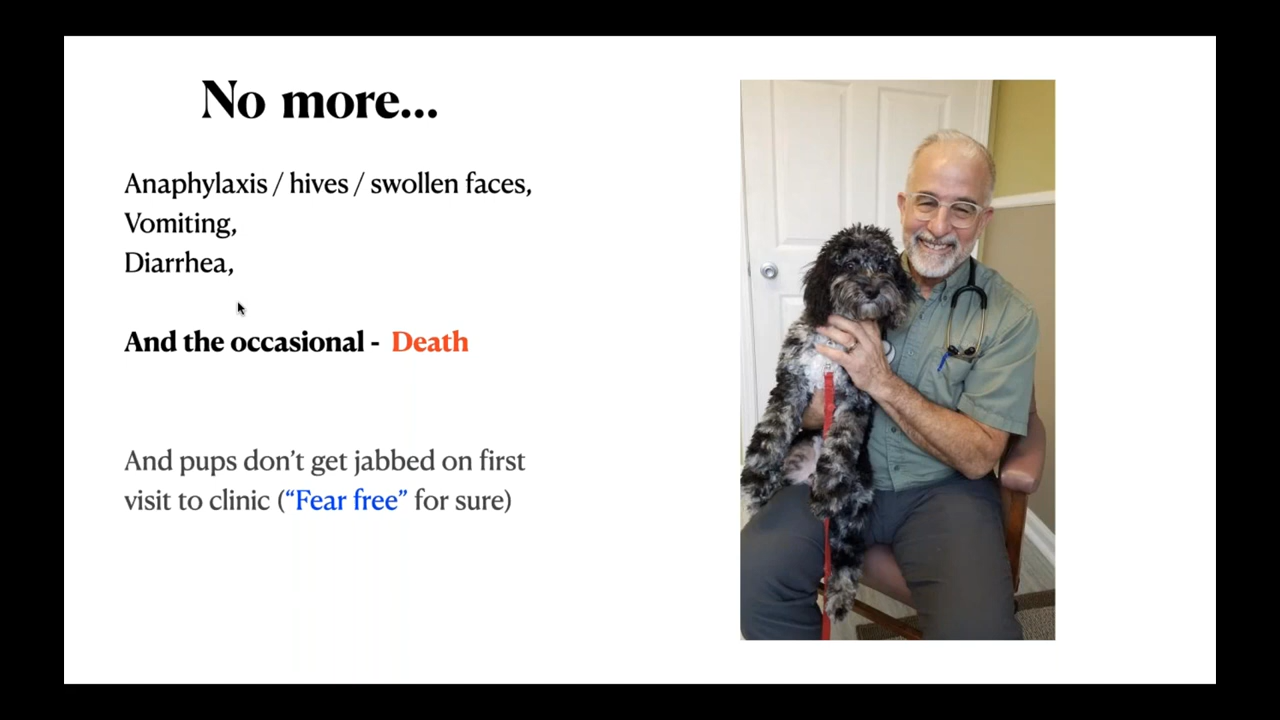 No more...
Anaphylaxis / hives / swollen faces,
Vomiting,
Diarrhea,
And the occasional - Death
And pups don’t get jabbed on first
visit to clinic (“Fear free” for sure)